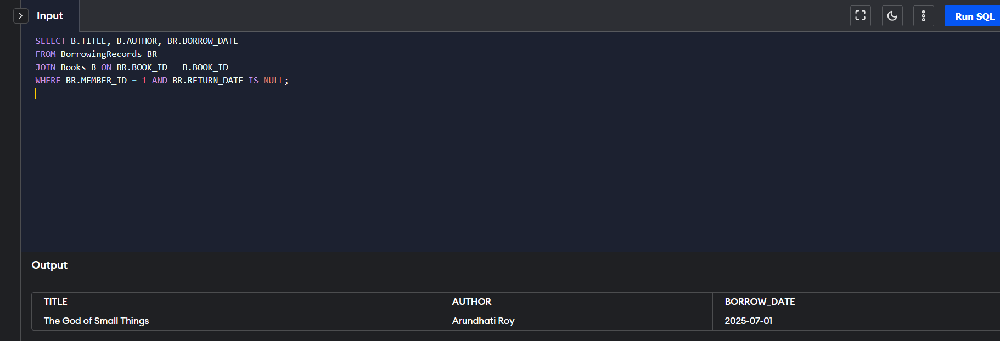 Input
Run SQL
SELECT B.TITLE, B.AUTHOR, BR.BORROW_DATE
FROM BorrowingRecords BR
JOIN Books B ON BR.BOOK_ID = B.BOOK_ID
WHERE BR.MEMBER_ID = 1 AND BR.RETURN_DATE IS NULL;
Output
TITLE AUTHOR BORROW_DATE
The God of Small Things Arundhati Roy 2025-07-01